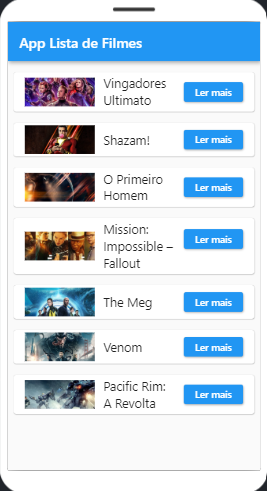 App Lista de Filmes
Vingadores
Ultimato
Ler mais
Shazam!
Ler mais
O Primeiro
Homem
Ler mais
Mission:
Impossible –
Fallout
Ler mais
The Meg
Ler mais
Venom
Ler mais
Pacific Rim:
A Revolta
Ler mais